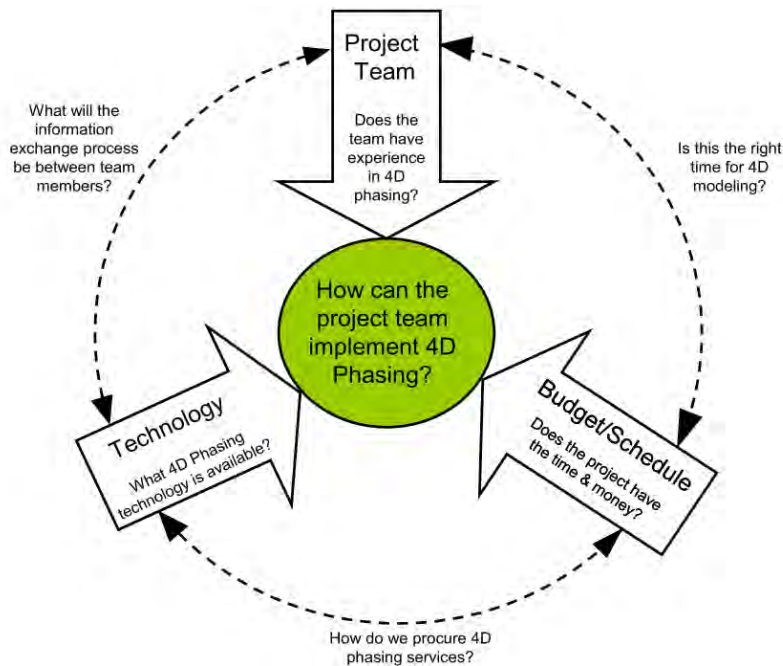 Project
Team
Does the
team have
experience
in 4D
phasing?
What will the
information
exchange process
be between team
members?
Is this the right
time for 4D
modeling?
How can the
project team
implement 4D
Phasing?
Technology
What 4D Phasing
technology is available?
Budget/Schedule
Does the project have
the time & money?
How do we procure 4D
phasing services?